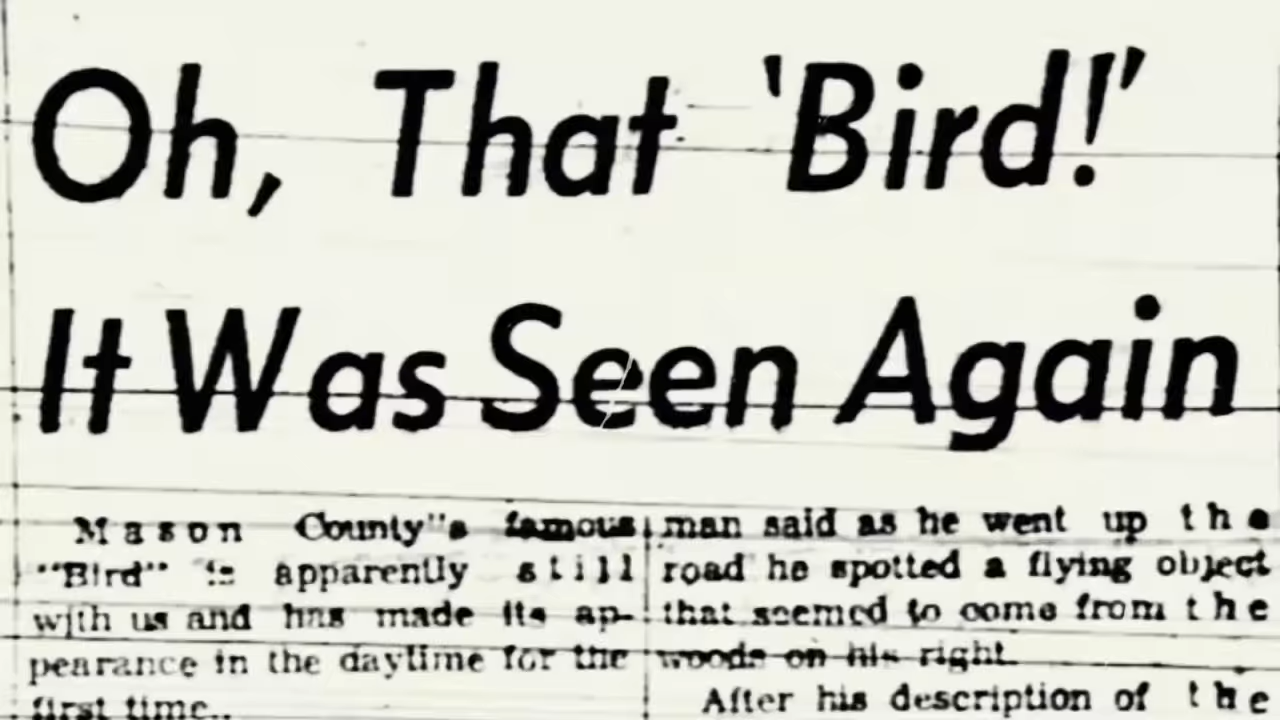 Oh, That 'Bird!'
It Was Seen Again
Mason County"s famous
"Bird" is apparently still
with us and has made its ap-
pearance in the daytime for the
first time..
man said as he went up the
road he spotted a flying object
that seemed to come from the
woods on his right.
After his description of the